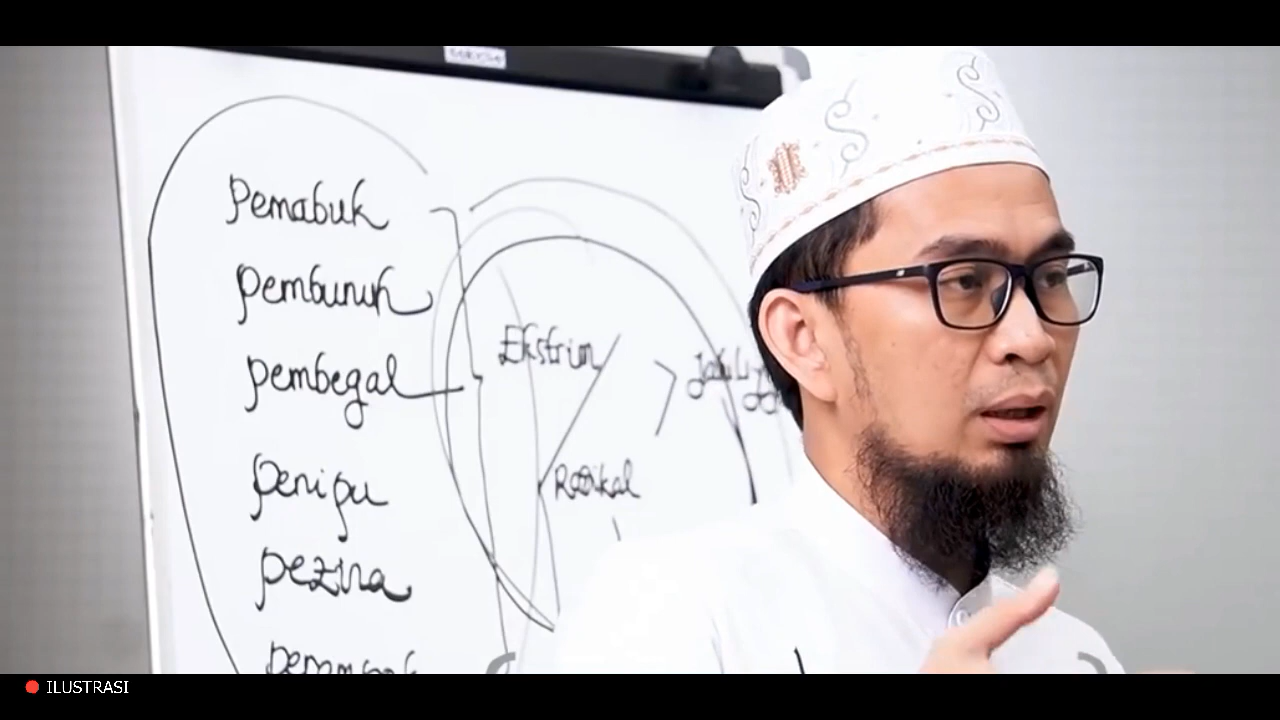 Pemabuk
Pembunuh
pembegal
Ekstrim
penipu
Radikal
pezina
ILUSTRASI